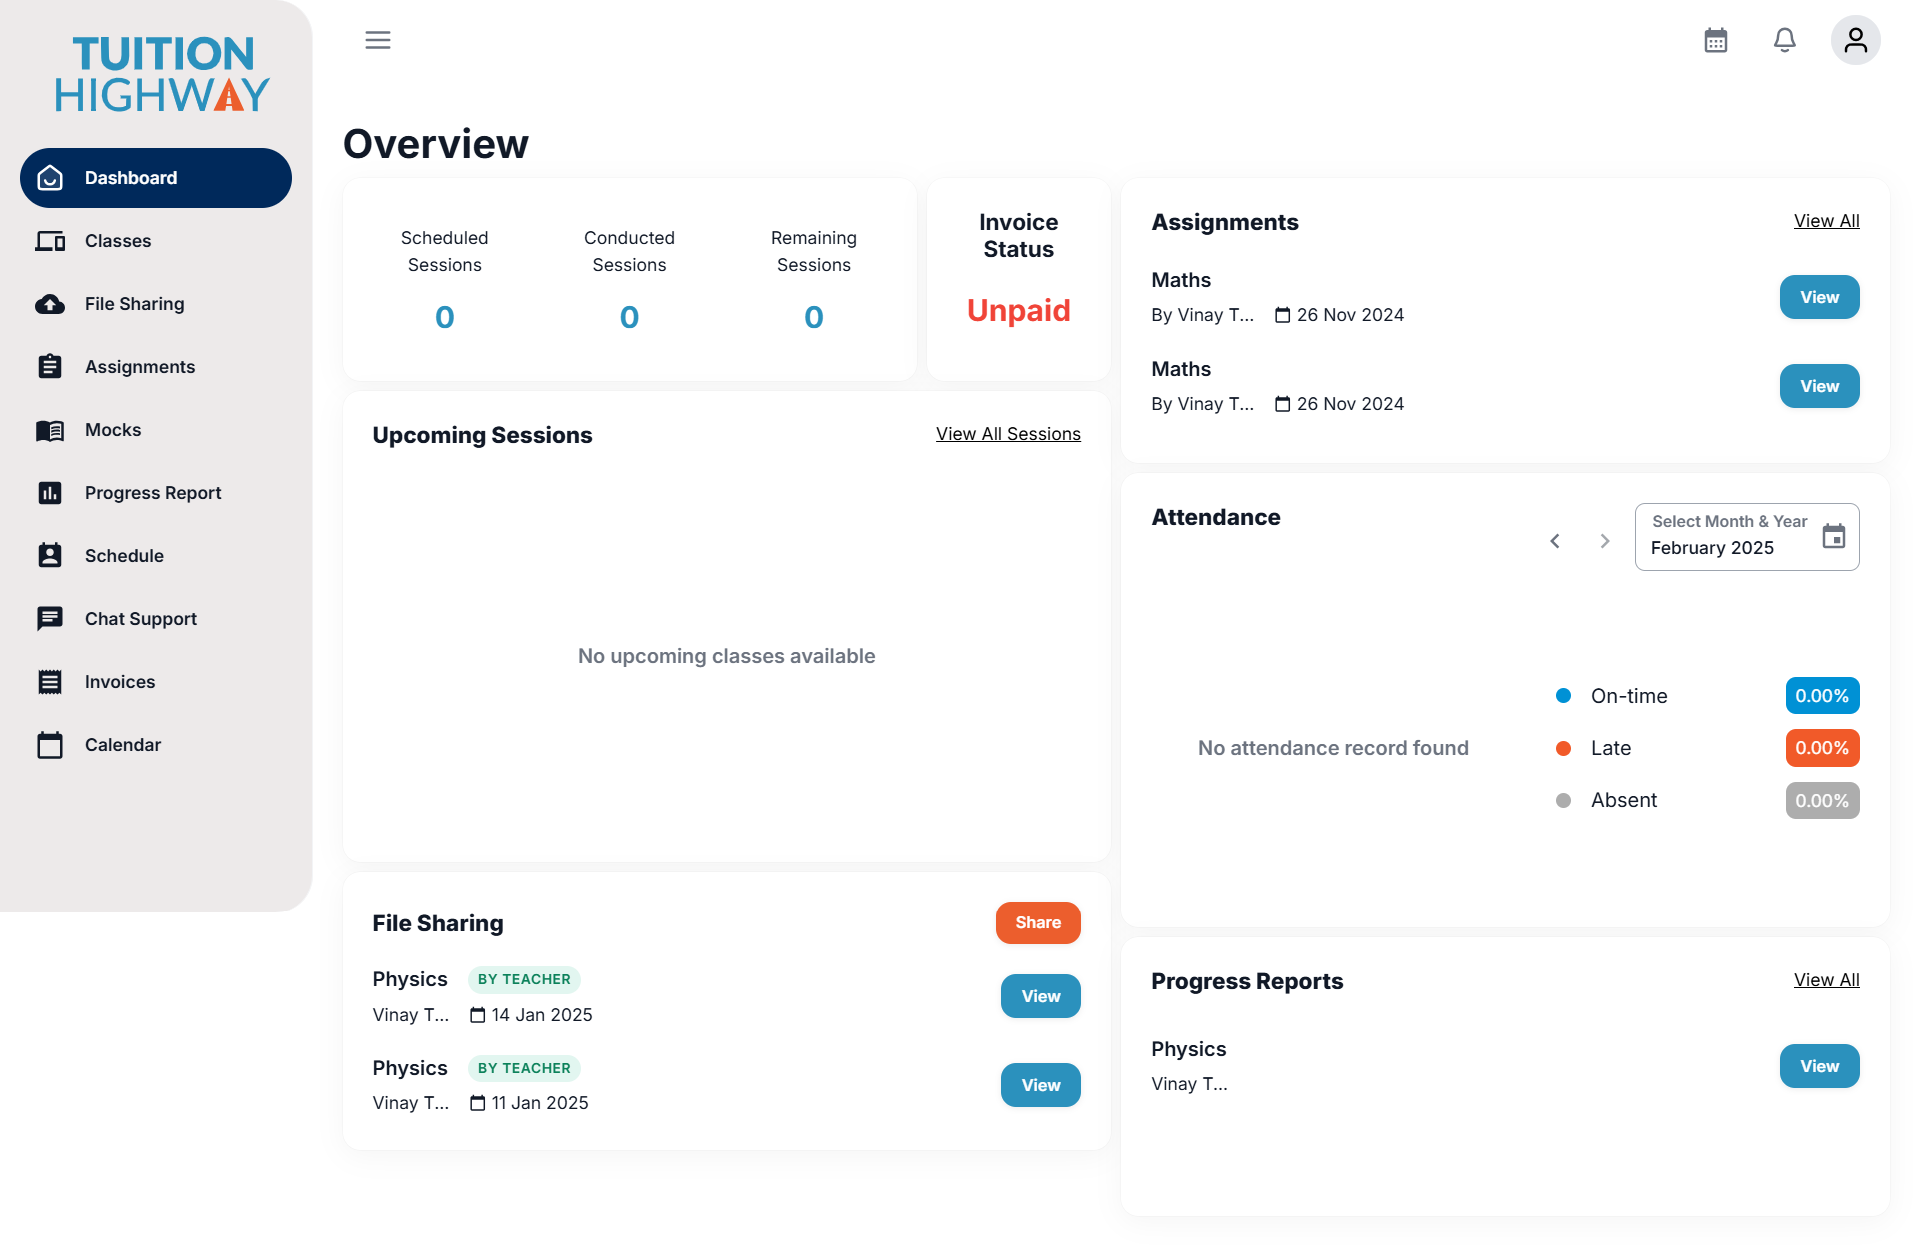 TUITION
HIGHWAY
Dashboard
Classes
File Sharing
Assignments
Mocks
Progress Report
Schedule
Chat Support
Invoices
Calendar
Overview
Scheduled
Sessions
0
Conducted
Sessions
0
Remaining
Sessions
0
Invoice
Status
Unpaid
Upcoming Sessions
View All Sessions
No upcoming classes available
File Sharing
Share
Physics BY TEACHER
Vinay T... 14 Jan 2025
View
Physics BY TEACHER
Vinay T... 11 Jan 2025
View
Assignments
View All
Maths
By Vinay T... 26 Nov 2024
View
Maths
By Vinay T... 26 Nov 2024
View
Attendance
Select Month & Year
February 2025
No attendance record found
On-time 0.00%
Late 0.00%
Absent 0.00%
Progress Reports
View All
Physics
Vinay T...
View